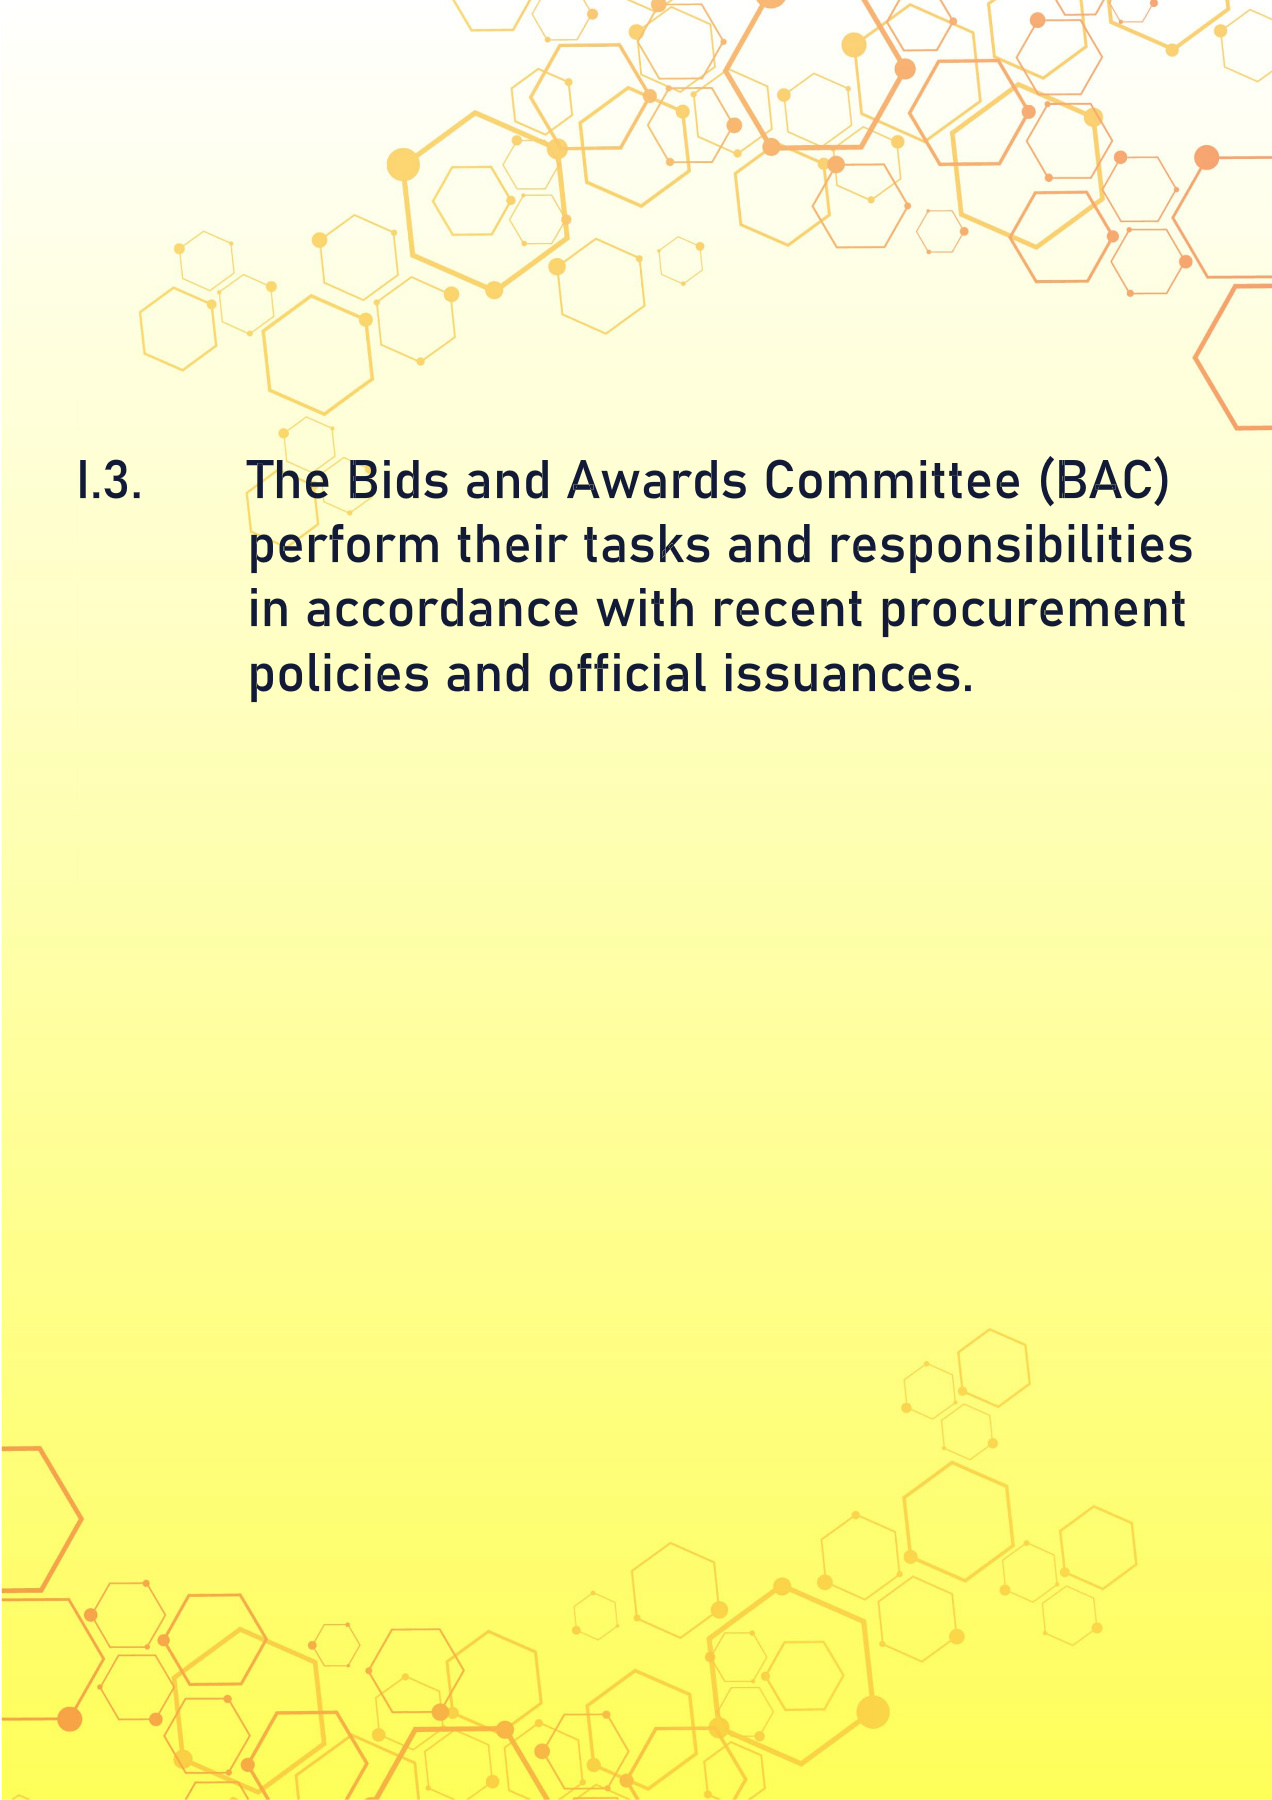 I.3. The Bids and Awards Committee (BAC)
perform their tasks and responsibilities
in accordance with recent procurement
policies and official issuances.